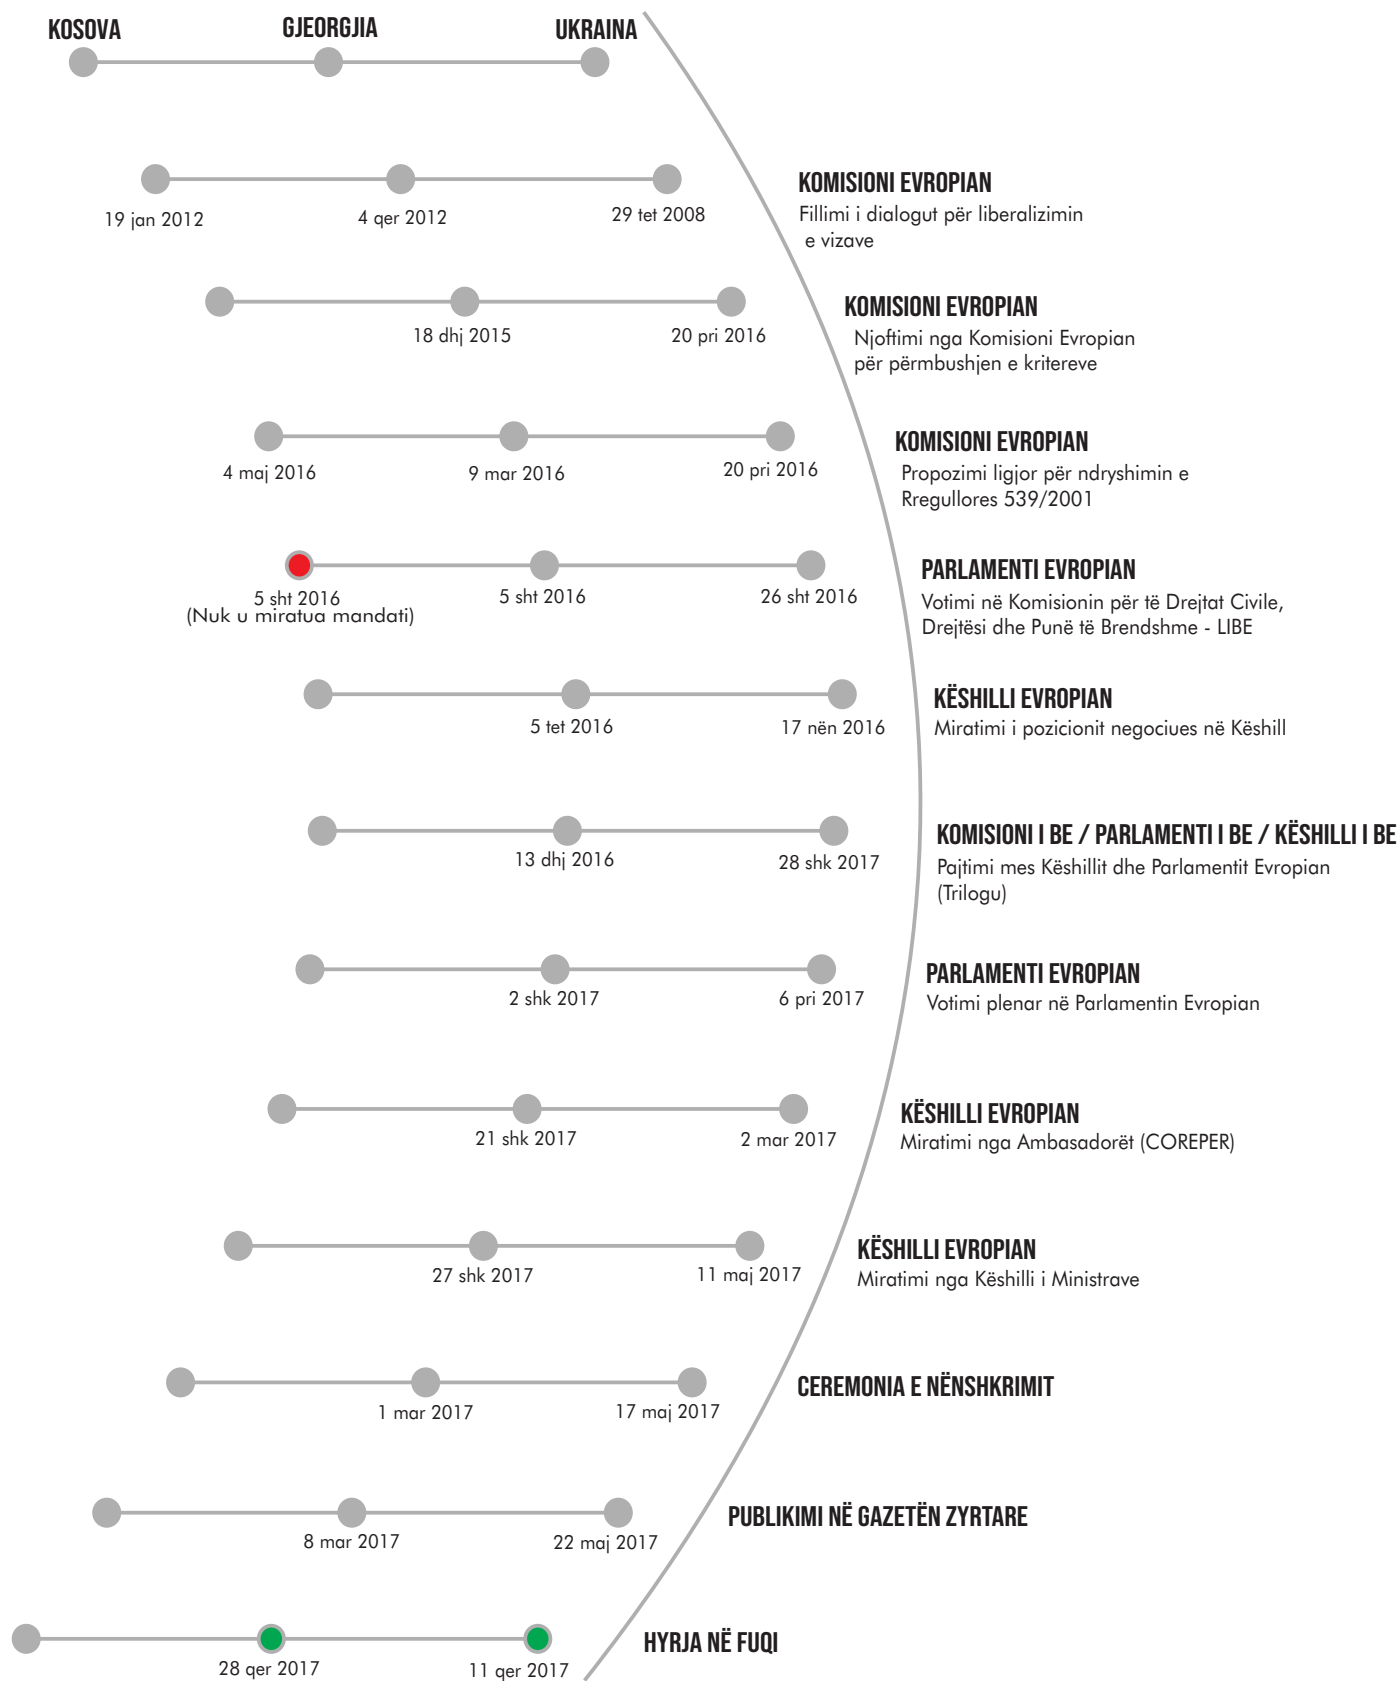 KOSOVA GJEORGJIA UKRAINA
19 jan 2012 4 qer 2012 29 tet 2008
KOMISIONI EVROPIAN
Fillimi i dialogut për liberalizimin
e vizave
18 dhj 2015 20 pri 2016
KOMISIONI EVROPIAN
Njoftimi nga Komisioni Evropian
për përmbushjen e kritereve
4 maj 2016 9 mar 2016 20 pri 2016
KOMISIONI EVROPIAN
Propozimi ligjor për ndryshimin e
Rregullores 539/2001
5 sht 2016 5 sht 2016 26 sht 2016
(Nuk u miratua mandati)
PARLAMENTI EVROPIAN
Votimi në Komisionin për të Drejtat Civile,
Drejtësi dhe Punë të Brendshme - LIBE
5 tet 2016 17 nën 2016
KËSHILLI EVROPIAN
Miratimi i pozicionit negociues në Këshill
13 dhj 2016 28 shk 2017
KOMISIONI I BE / PARLAMENTI I BE / KËSHILLI I BE
Pajtimi mes Këshillit dhe Parlamentit Evropian
(Trilogu)
2 shk 2017 6 pri 2017
PARLAMENTI EVROPIAN
Votimi plenar në Parlamentin Evropian
21 shk 2017 2 mar 2017
KËSHILLI EVROPIAN
Miratimi nga Ambasadorët (COREPER)
27 shk 2017 11 maj 2017
KËSHILLI EVROPIAN
Miratimi nga Këshilli i Ministrave
1 mar 2017 17 maj 2017
CEREMONIA E NËNSHKRIMIT
8 mar 2017 22 maj 2017
PUBLIKIMI NË GAZETËN ZYRTARE
28 qer 2017 11 qer 2017
HYRJA NË FUQI